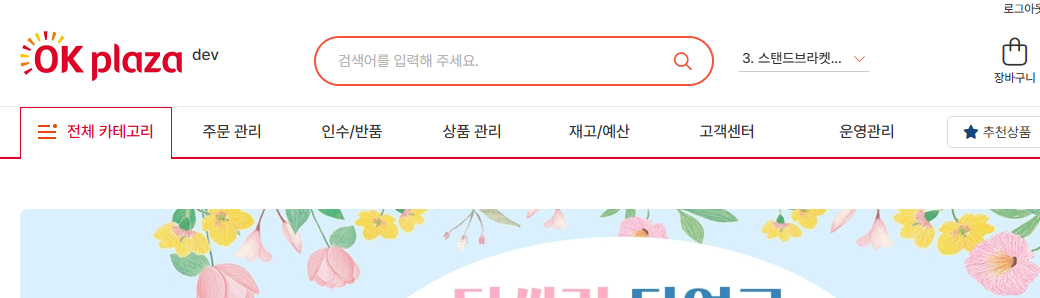 로그아웃
OK plaza dev
검색어를 입력해 주세요.
3. 스탠드브라켓...
장바구니
전체 카테고리
주문 관리
인수/반품
상품 관리
재고/예산
고객센터
운영관리
추천상품